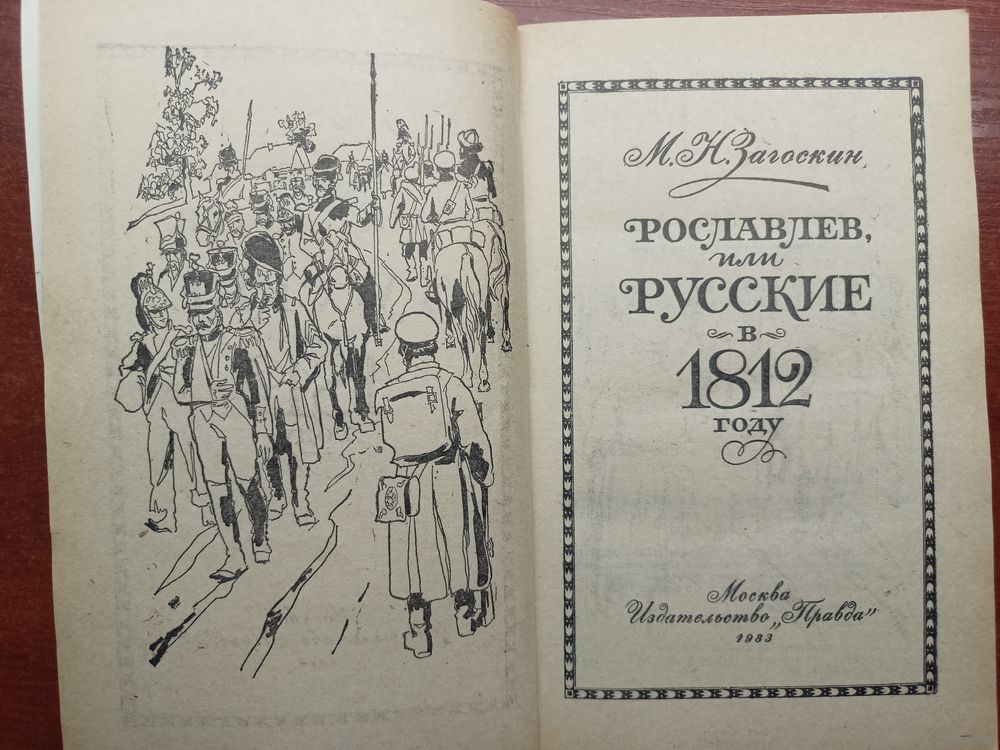 М. Н. Загоскин
РОСЛАВЛЕВ,
или
РУССКИЕ
в
1812
году
Москва
Издательство „Правда“
1983